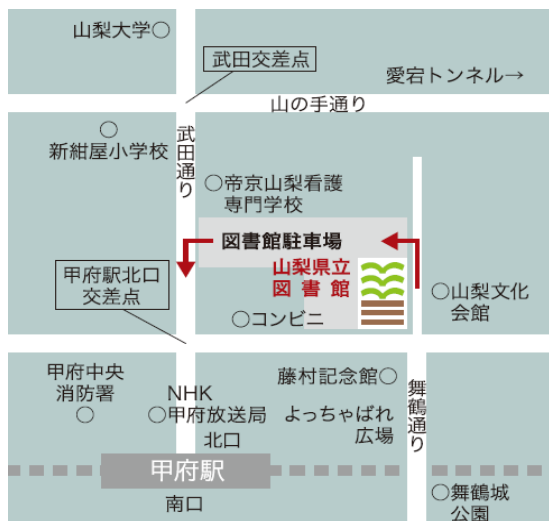 山梨大学
武田交差点
愛宕トンネル→
山の手通り
新紺屋小学校
武田通り
帝京山梨看護
専門学校
図書館駐車場
山梨県立
図書館
甲府駅北口
交差点
コンビニ
山梨文化
会館
甲府中央
消防署
NHK
甲府放送局
北口
藤村記念館
よっちゃばれ
広場
舞鶴通り
甲府駅
南口
舞鶴城
公園